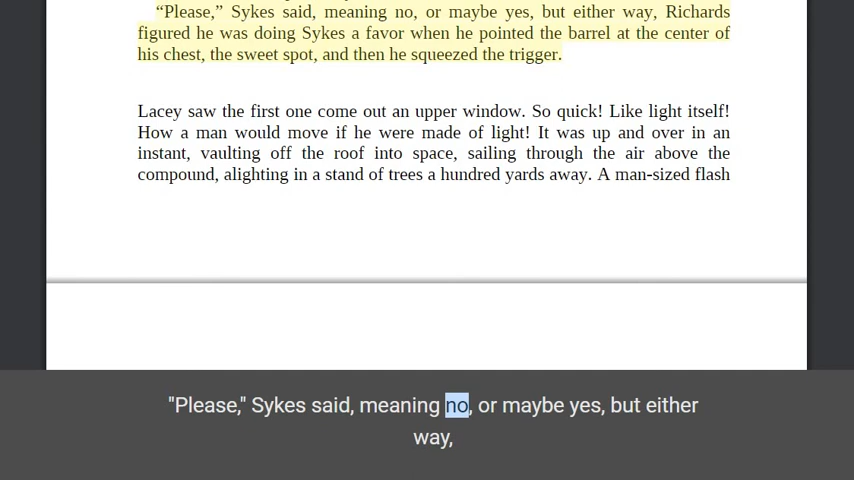 “Please,” Sykes said, meaning no, or maybe yes, but either way, Richards
figured he was doing Sykes a favor when he pointed the barrel at the center of
his chest, the sweet spot, and then he squeezed the trigger.
Lacey saw the first one come out an upper window. So quick! Like light itself!
How a man would move if he were made of light! It was up and over in an
instant, vaulting off the roof into space, sailing through the air above the
compound, alighting in a stand of trees a hundred yards away. A man-sized flash
"Please," Sykes said, meaning no, or maybe yes, but either
way,